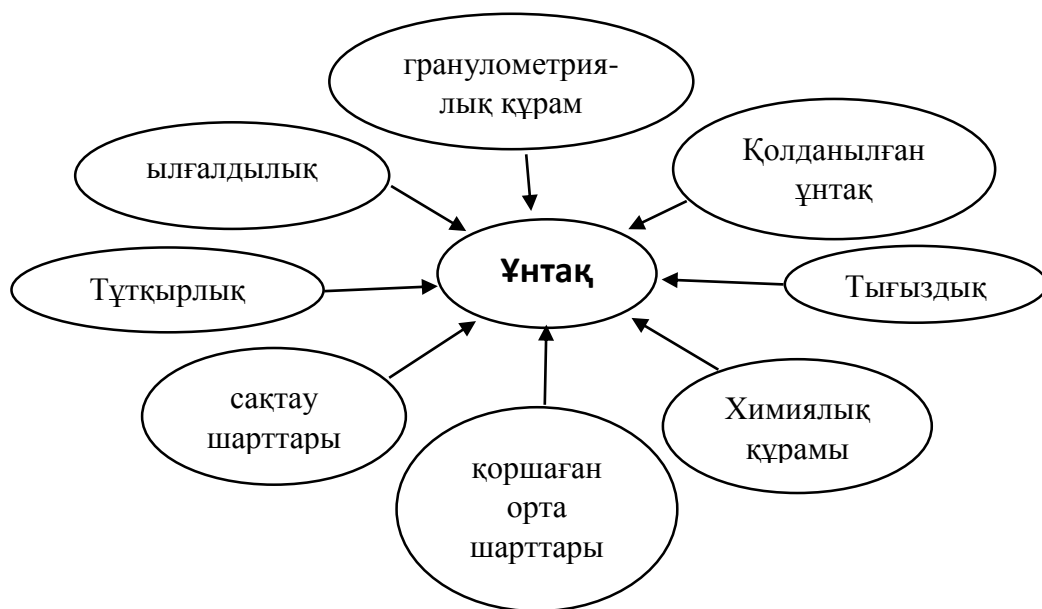 гранулометрия-
лық құрам
ылғалдылық
Қолданылған
ұнтақ
Ұнтақ
Тұтқырлық
Тығыздық
сақтау
шарттары
Химиялық
құрамы
қоршаған
орта
шарттары